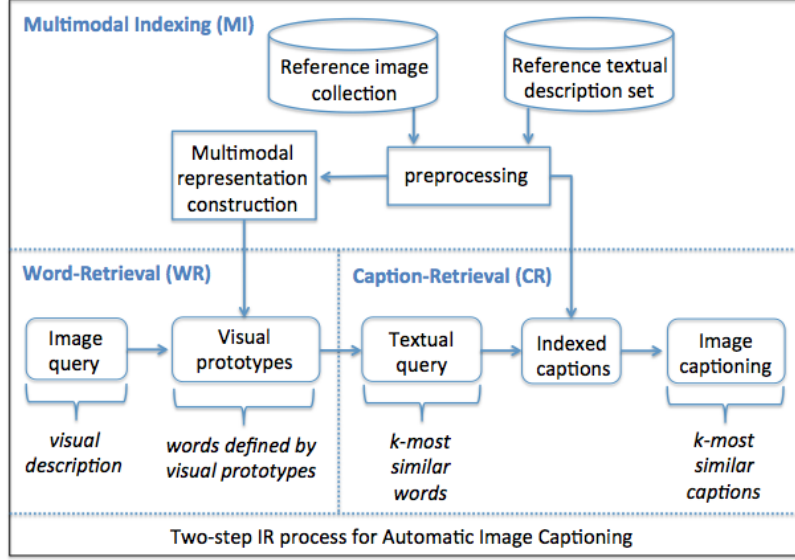 Multimodal Indexing (MI)
Reference image
collection
Reference textual
description set
Multimodal
representation
construction
preprocessing
Word-Retrieval (WR)
Caption-Retrieval (CR)
Image
query
Visual
prototypes
Textual
query
Indexed
captions
Image
captioning
visual
description
words defined by
visual prototypes
k-most
similar
words
k-most
similar
captions
Two-step IR process for Automatic Image Captioning